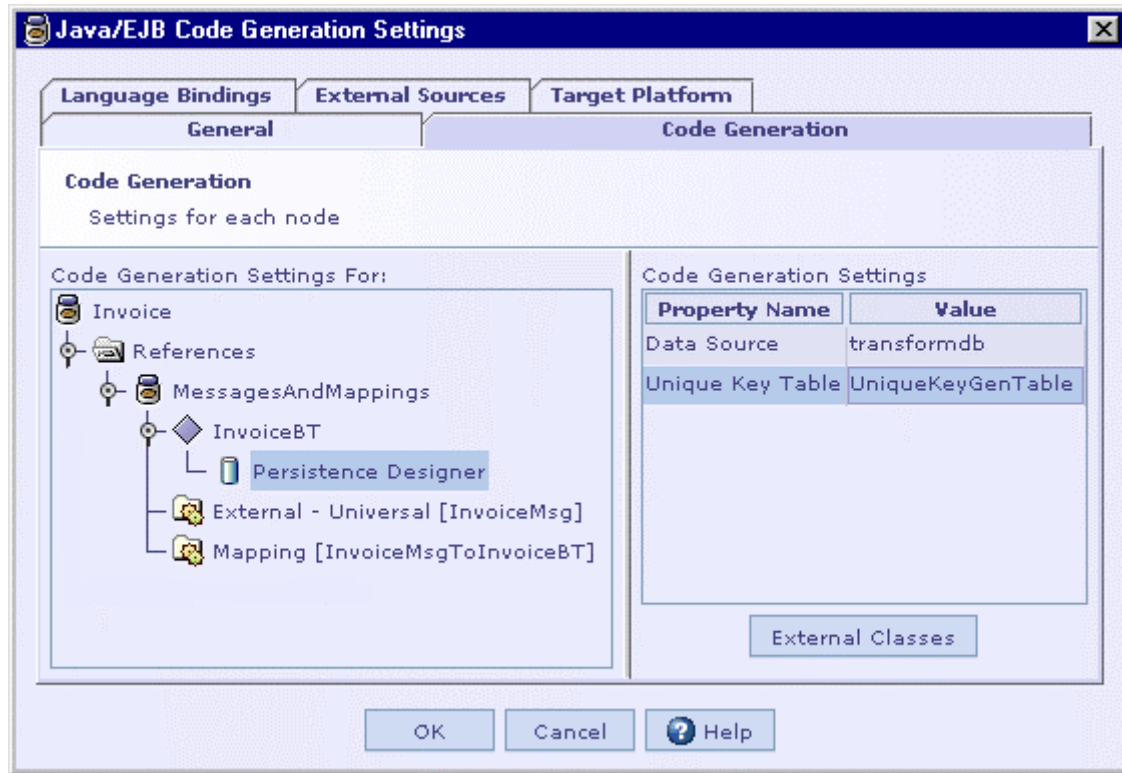 Java/EJB Code Generation Settings
Language Bindings External Sources Target Platform
General Code Generation
Code Generation
Settings for each node
Code Generation Settings For:
Invoice
References
MessagesAndMappings
InvoiceBT
Persistence Designer
External - Universal [InvoiceMsg]
Mapping [InvoiceMsgToInvoiceBT]
Code Generation Settings
Property Name Value
Data Source transformdb
Unique Key Table UniqueKeyGenTable
External Classes
OK Cancel Help